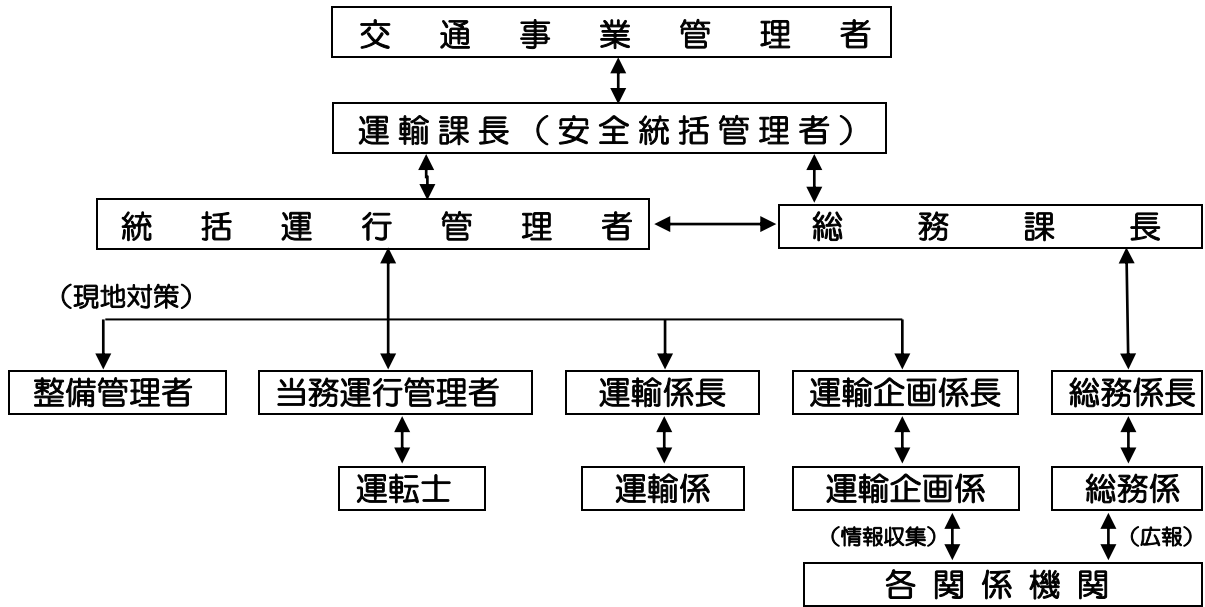 交通事業管理者
運輸課長（安全統括管理者）
統括運行管理者
総務課長
（現地対策）
整備管理者
当務運行管理者
運輸係長
運輸企画係長
総務係長
運転士
運輸係
運輸企画係
総務係
（情報収集）
（広報）
各関係機関